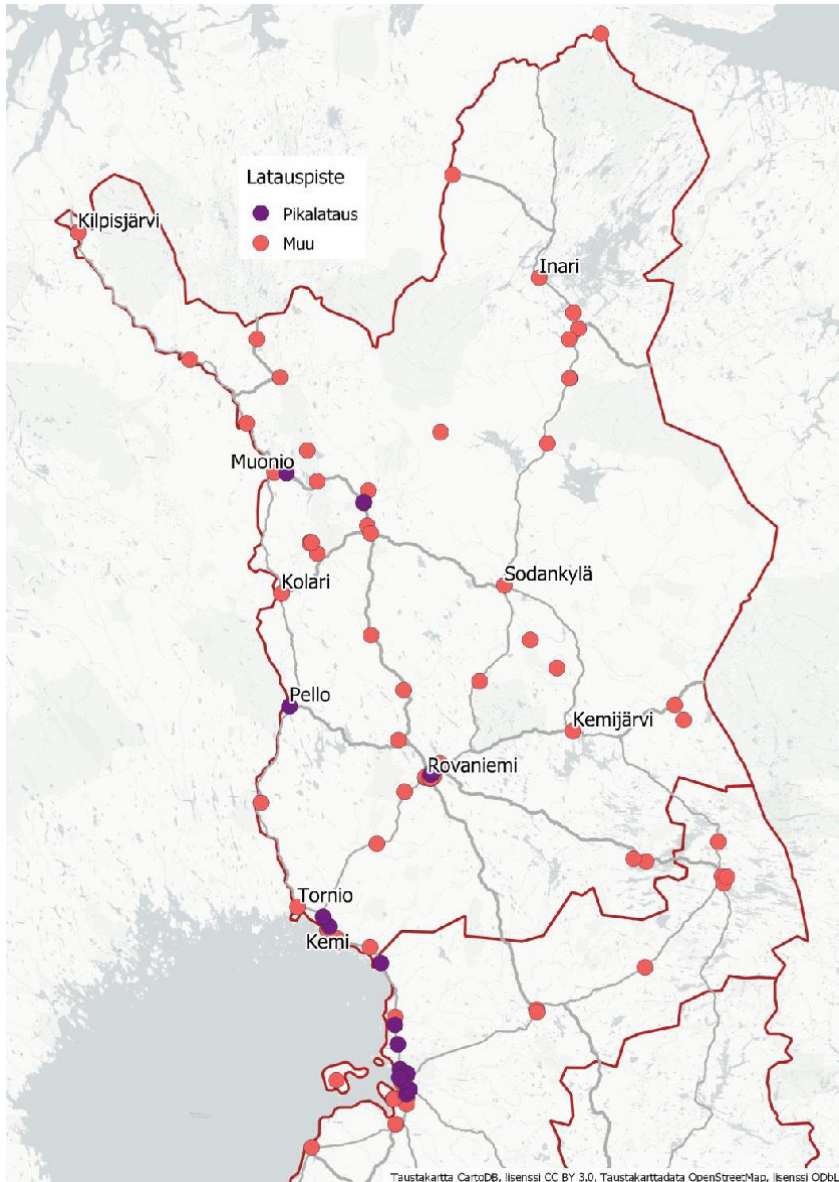 Latauspiste
Pikalataus
Muu
Kilpisjärvi
Inari
Muonio
Kolari
Sodankylä
Pello
Kemijärvi
Rovaniemi
Tornio
Kemi
Taustakartta CartoDB, lisenssi CC BY 3.0. Taustakarttadata OpenStreetMap, lisenssi ODbL